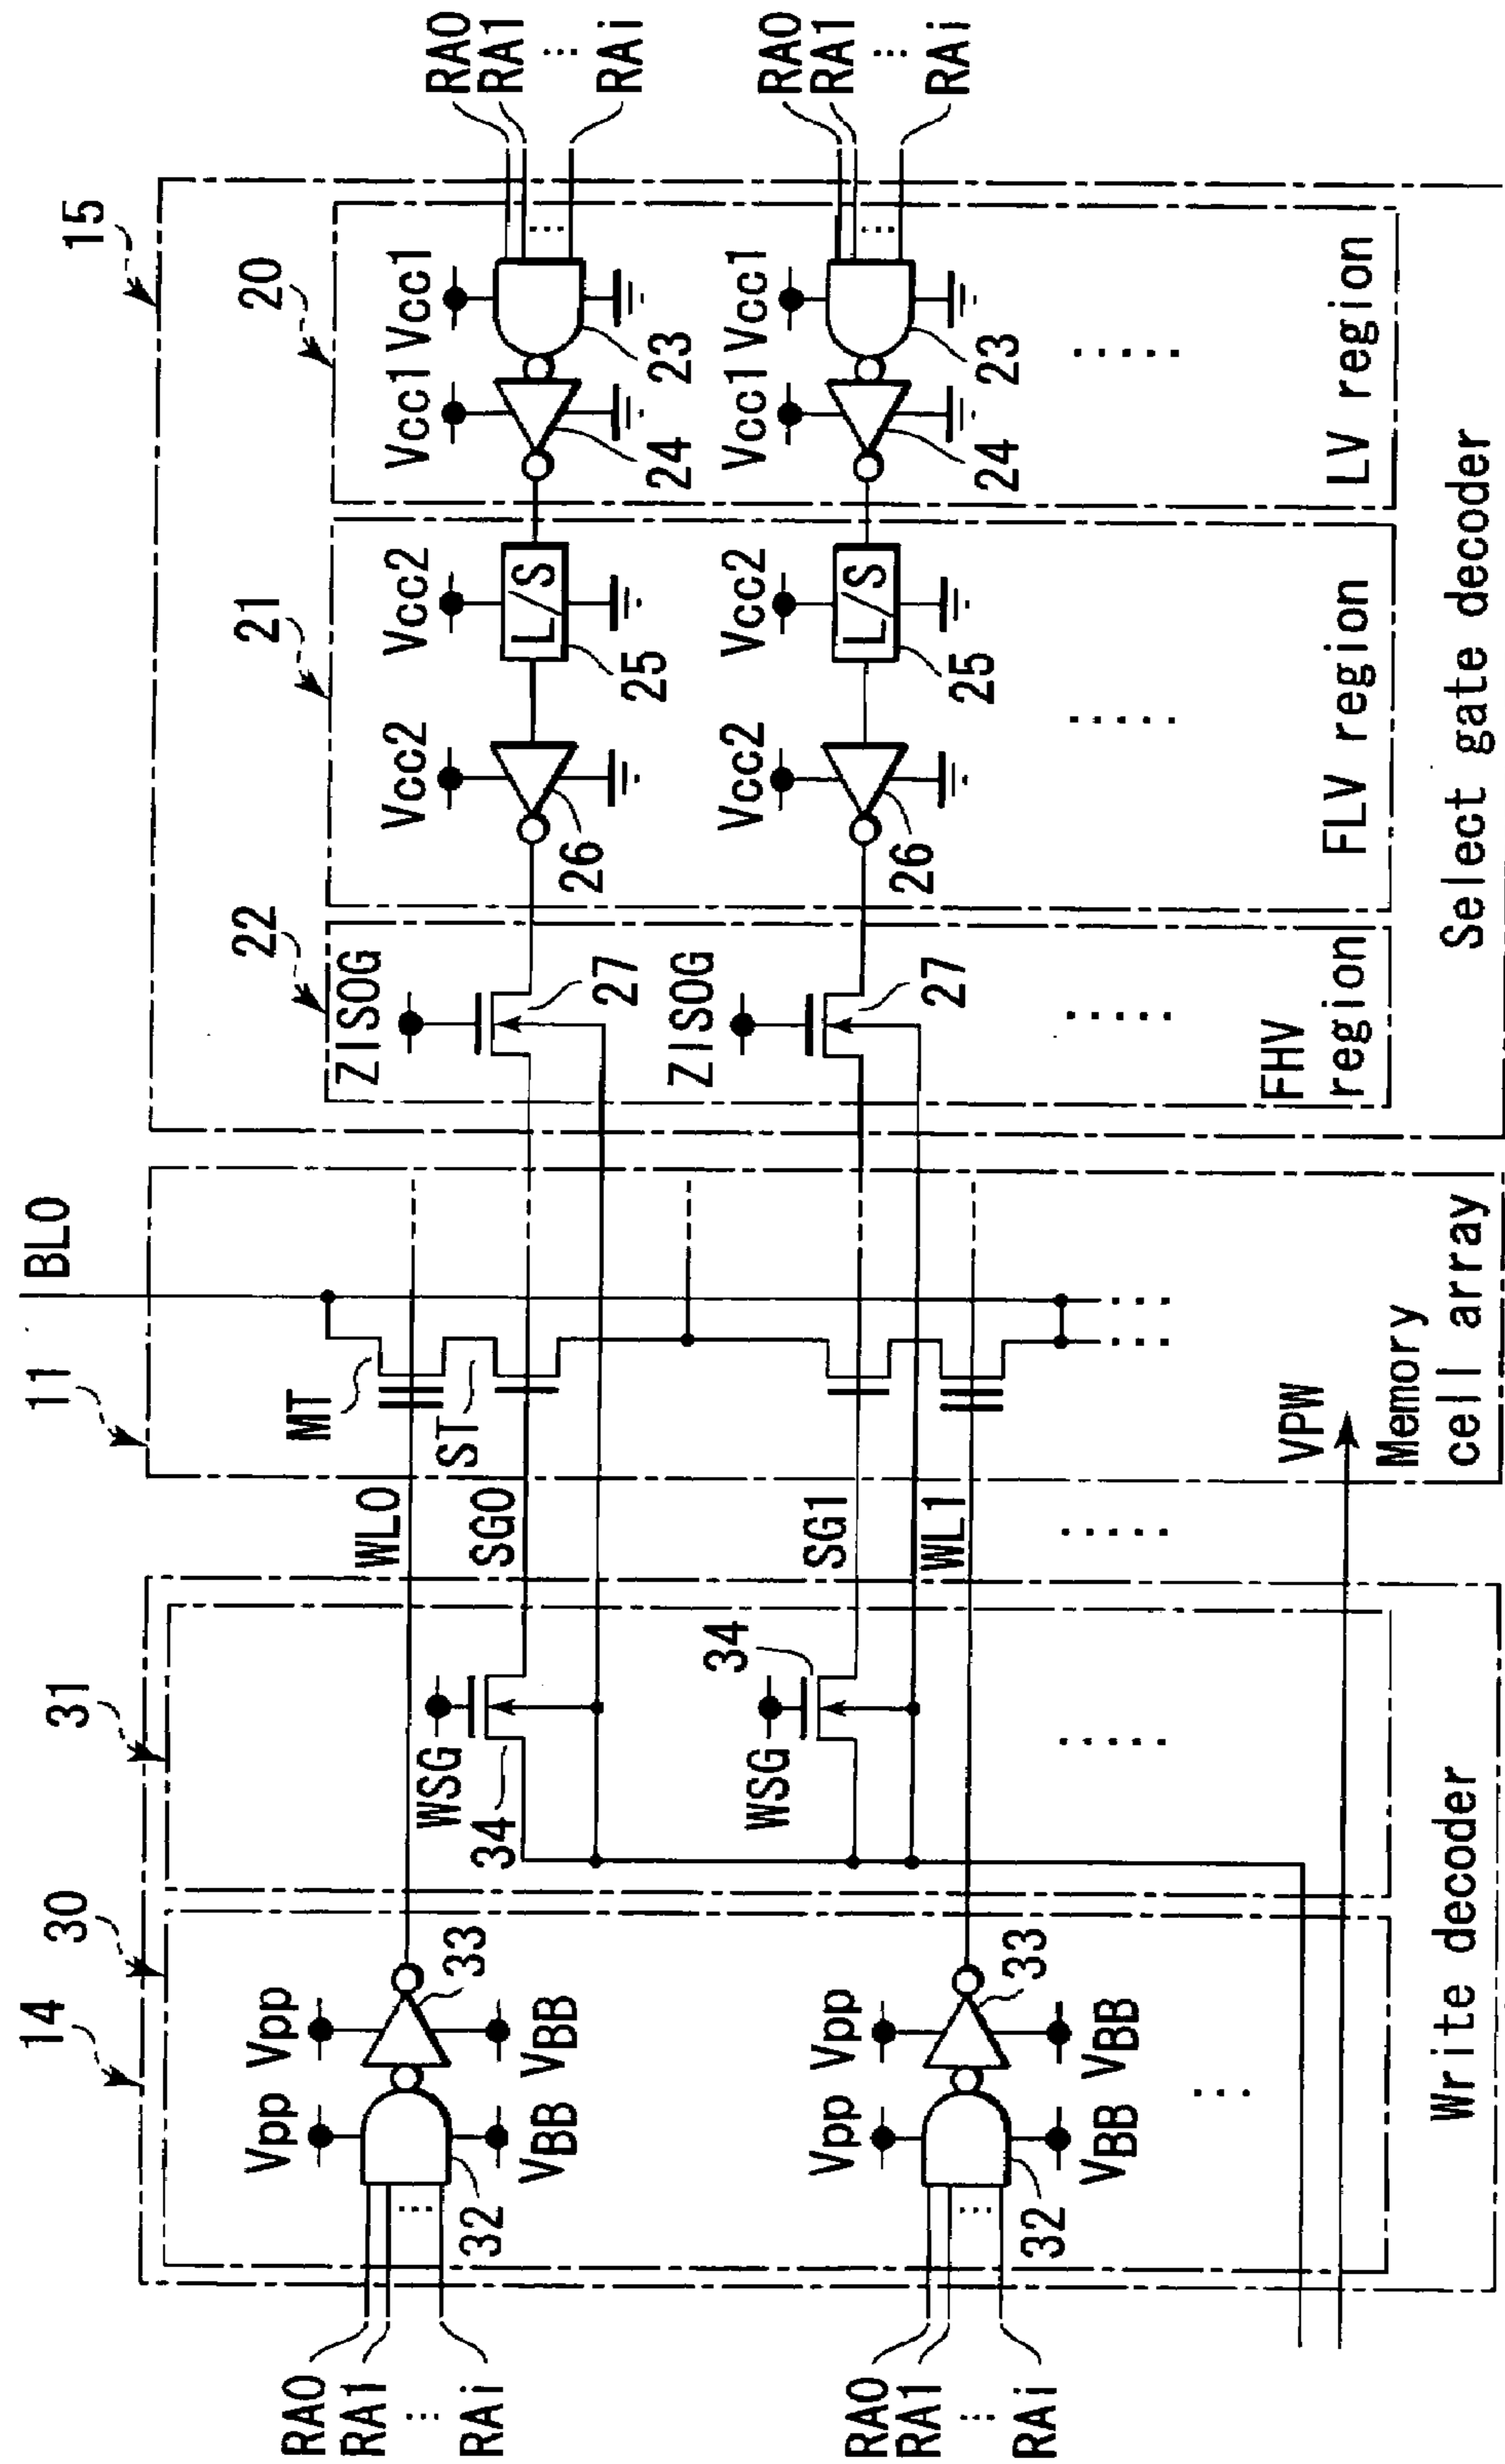 14
30
31
11
BL0
15
22
21
20
RA0
RA1
...
RAi
Vpp
Vpp
VBB
VBB
32
33
WL0
WSG
34
SG0
MT
ST
ZISOG
27
Vcc2
Vcc2
26
25
L/S
Vcc1
Vcc1
24
23
RA0
RA1
...
RAi
RA0
RA1
...
RAi
Vpp
Vpp
VBB
VBB
32
33
WSG
34
SG1
WL1
ZISOG
27
Vcc2
Vcc2
26
25
L/S
Vcc1
Vcc1
24
23
RA0
RA1
...
RAi
VPW
Write decoder
Memory
cell array
FHV
region
FLV region
LV region
Select gate decoder